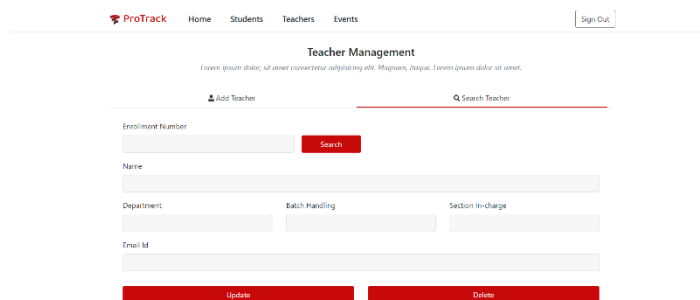 ProTrack Home Students Teachers Events Sign Out
Teacher Management
Lorem ipsum dolor, sit amet consectetur adipisicing elit. Magnam, itaque. Lorem ipsum dolor sit amet.
Add Teacher Search Teacher
Enrollment Number
Search
Name
Department Batch Handling Section In-charge
Email Id
Update Delete